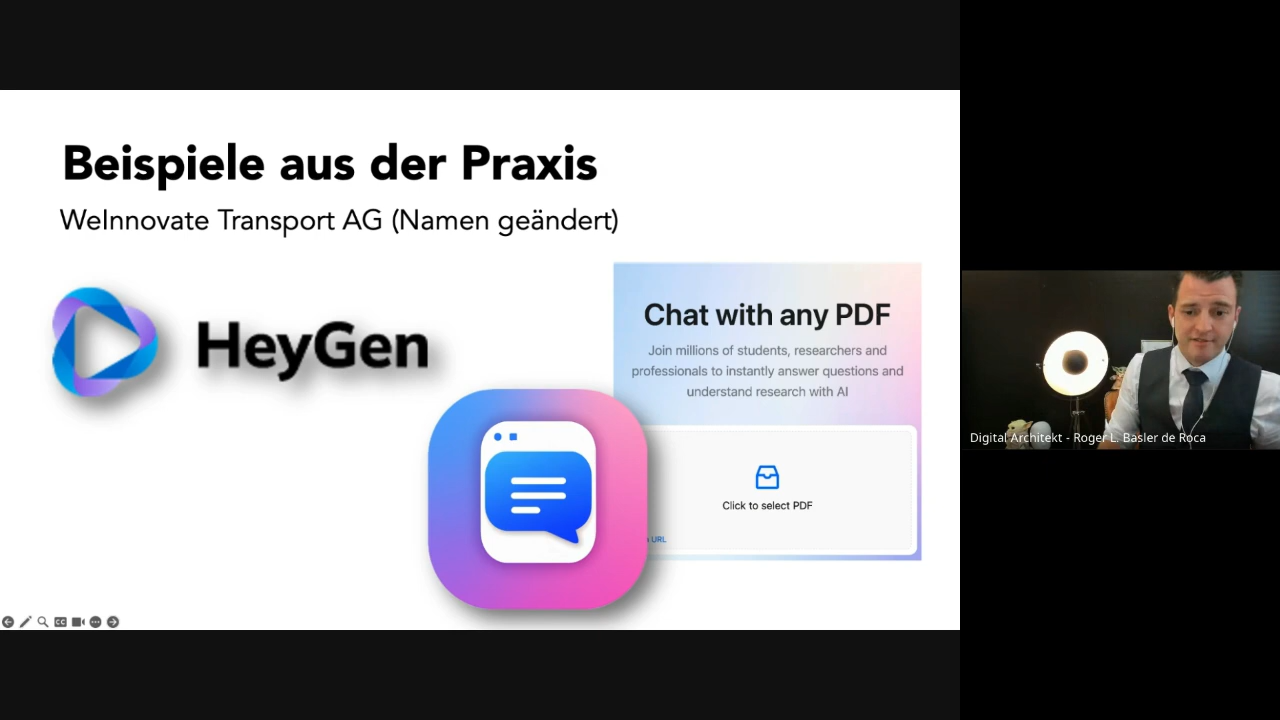 Beispiele aus der Praxis
WeInnovate Transport AG (Namen geändert)
HeyGen
Chat with any PDF
Join millions of students, researchers and
professionals to instantly answer questions and
understand research with AI
Click to select PDF
URL
CC
Digital Architekt - Roger L. Basler de Roca